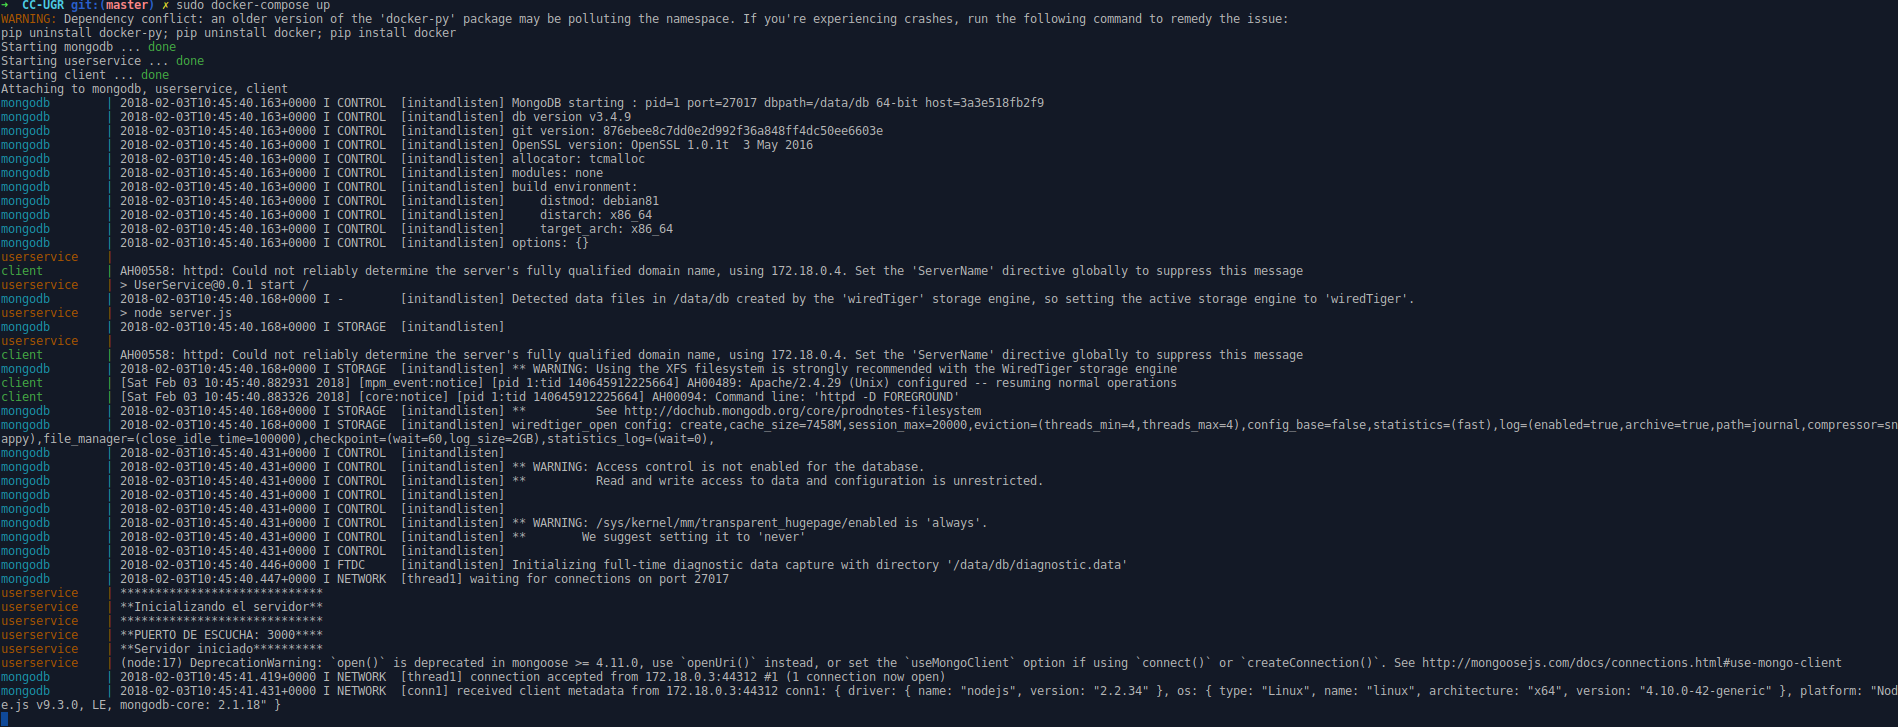 →  CC-UGR git:(master) ✗ sudo docker-compose up
WARNING: Dependency conflict: an older version of the 'docker-py' package may be polluting the namespace. If you're experiencing crashes, run the following command to remedy the issue:
pip uninstall docker-py; pip uninstall docker; pip install docker
Starting mongodb ... done
Starting userservice ... done
Starting client ... done
Attaching to mongodb, userservice, client
mongodb        | 2018-02-03T10:45:40.163+0000 I CONTROL  [initandlisten] MongoDB starting : pid=1 port=27017 dbpath=/data/db 64-bit host=3a3e518fb2f9
mongodb        | 2018-02-03T10:45:40.163+0000 I CONTROL  [initandlisten] db version v3.4.9
mongodb        | 2018-02-03T10:45:40.163+0000 I CONTROL  [initandlisten] git version: 876ebee8c7dd0e2d992f36a848ff4dc50ee6603e
mongodb        | 2018-02-03T10:45:40.163+0000 I CONTROL  [initandlisten] OpenSSL version: OpenSSL 1.0.1t  3 May 2016
mongodb        | 2018-02-03T10:45:40.163+0000 I CONTROL  [initandlisten] allocator: tcmalloc
mongodb        | 2018-02-03T10:45:40.163+0000 I CONTROL  [initandlisten] modules: none
mongodb        | 2018-02-03T10:45:40.163+0000 I CONTROL  [initandlisten] build environment:
mongodb        | 2018-02-03T10:45:40.163+0000 I CONTROL  [initandlisten]     distmod: debian81
mongodb        | 2018-02-03T10:45:40.163+0000 I CONTROL  [initandlisten]     distarch: x86_64
mongodb        | 2018-02-03T10:45:40.163+0000 I CONTROL  [initandlisten]     target_arch: x86_64
mongodb        | 2018-02-03T10:45:40.163+0000 I CONTROL  [initandlisten] options: {}
userservice    |
client         | AH00558: httpd: Could not reliably determine the server's fully qualified domain name, using 172.18.0.4. Set the 'ServerName' directive globally to suppress this message
userservice    | > UserService@0.0.1 start /
mongodb        | 2018-02-03T10:45:40.168+0000 I -        [initandlisten] Detected data files in /data/db created by the 'wiredTiger' storage engine, so setting the active storage engine to 'wiredTiger'.
userservice    | > node server.js
mongodb        | 2018-02-03T10:45:40.168+0000 I STORAGE  [initandlisten]
userservice    |
client         | AH00558: httpd: Could not reliably determine the server's fully qualified domain name, using 172.18.0.4. Set the 'ServerName' directive globally to suppress this message
mongodb        | 2018-02-03T10:45:40.168+0000 I STORAGE  [initandlisten] ** WARNING: Using the XFS filesystem is strongly recommended with the WiredTiger storage engine
client         | [Sat Feb 03 10:45:40.882931 2018] [mpm_event:notice] [pid 1:tid 140645912225664] AH00489: Apache/2.4.29 (Unix) configured -- resuming normal operations
client         | [Sat Feb 03 10:45:40.883326 2018] [core:notice] [pid 1:tid 140645912225664] AH00094: Command line: 'httpd -D FOREGROUND'
mongodb        | 2018-02-03T10:45:40.168+0000 I STORAGE  [initandlisten] **          See http://dochub.mongodb.org/core/prodnotes-filesystem
mongodb        | 2018-02-03T10:45:40.168+0000 I STORAGE  [initandlisten] wiredtiger_open config: create,cache_size=7458M,session_max=20000,eviction=(threads_min=4,threads_max=4),config_base=false,statistics=(fast),log=(enabled=true,archive=true,path=journal,compressor=sn
appy),file_manager=(close_idle_time=100000),checkpoint=(wait=60,log_size=2GB),statistics_log=(wait=0),
mongodb        | 2018-02-03T10:45:40.431+0000 I CONTROL  [initandlisten]
mongodb        | 2018-02-03T10:45:40.431+0000 I CONTROL  [initandlisten] ** WARNING: Access control is not enabled for the database.
mongodb        | 2018-02-03T10:45:40.431+0000 I CONTROL  [initandlisten] **          Read and write access to data and configuration is unrestricted.
mongodb        | 2018-02-03T10:45:40.431+0000 I CONTROL  [initandlisten]
mongodb        | 2018-02-03T10:45:40.431+0000 I CONTROL  [initandlisten]
mongodb        | 2018-02-03T10:45:40.431+0000 I CONTROL  [initandlisten] ** WARNING: /sys/kernel/mm/transparent_hugepage/enabled is 'always'.
mongodb        | 2018-02-03T10:45:40.431+0000 I CONTROL  [initandlisten] **        We suggest setting it to 'never'
mongodb        | 2018-02-03T10:45:40.431+0000 I CONTROL  [initandlisten]
mongodb        | 2018-02-03T10:45:40.446+0000 I FTDC     [initandlisten] Initializing full-time diagnostic data capture with directory '/data/db/diagnostic.data'
mongodb        | 2018-02-03T10:45:40.447+0000 I NETWORK  [thread1] waiting for connections on port 27017
userservice    | *****************************
userservice    | **Inicializando el servidor**
userservice    | *****************************
userservice    | **PUERTO DE ESCUCHA: 3000****
userservice    | **Servidor iniciado**********
userservice    | (node:17) DeprecationWarning: `open()` is deprecated in mongoose >= 4.11.0, use `openUri()` instead, or set the `useMongoClient` option if using `connect()` or `createConnection()`. See http://mongoosejs.com/docs/connections.html#use-mongo-client
mongodb        | 2018-02-03T10:45:41.419+0000 I NETWORK  [thread1] connection accepted from 172.18.0.3:44312 #1 (1 connection now open)
mongodb        | 2018-02-03T10:45:41.431+0000 I NETWORK  [conn1] received client metadata from 172.18.0.3:44312 conn1: { driver: { name: "nodejs", version: "2.2.34" }, os: { type: "Linux", name: "linux", architecture: "x64", version: "4.10.0-42-generic" }, platform: "Nod
e.js v9.3.0, LE, mongodb-core: 2.1.18" }